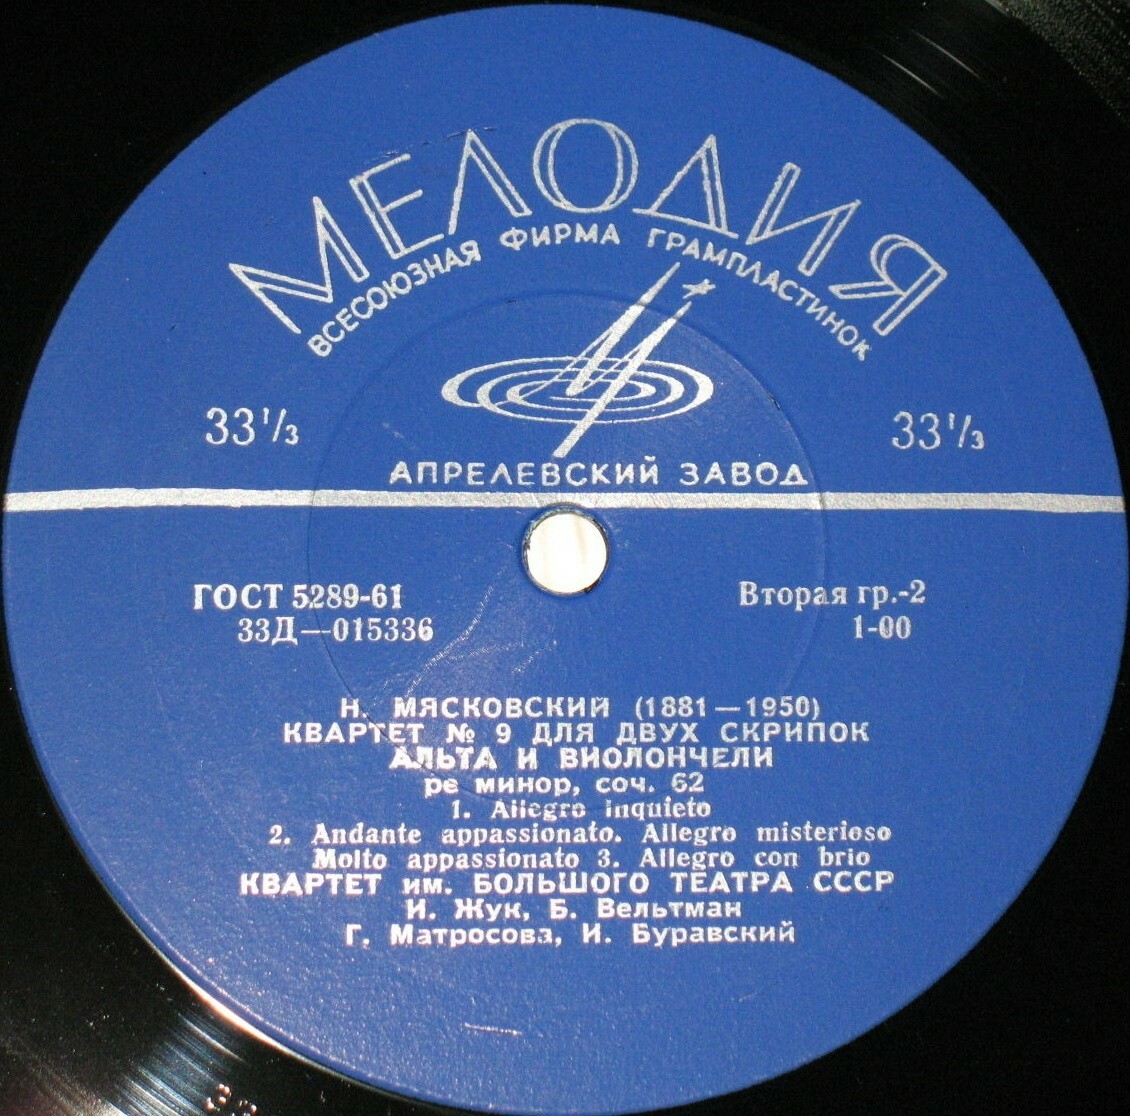 МЕЛОДИЯ
ВСЕСОЮЗНАЯ ФИРМА ГРАМПЛАСТИНОК
33⅓ 33⅓
АПРЕЛЕВСКИЙ ЗАВОД
ГОСТ 5289-61 Вторая гр.-2
33Д—015336 1-00
Н. МЯСКОВСКИЙ (1881—1950)
КВАРТЕТ № 9 ДЛЯ ДВУХ СКРИПОК
АЛЬТА И ВИОЛОНЧЕЛИ
ре минор, соч. 62
1. Allegro inquieto
2. Andante appassionato. Allegro misterioso
Molto appassionato 3. Allegro con brio
КВАРТЕТ им. БОЛЬШОГО ТЕАТРА СССР
И. Жук, Б. Вельтман
Г. Матросова, И. Буравский